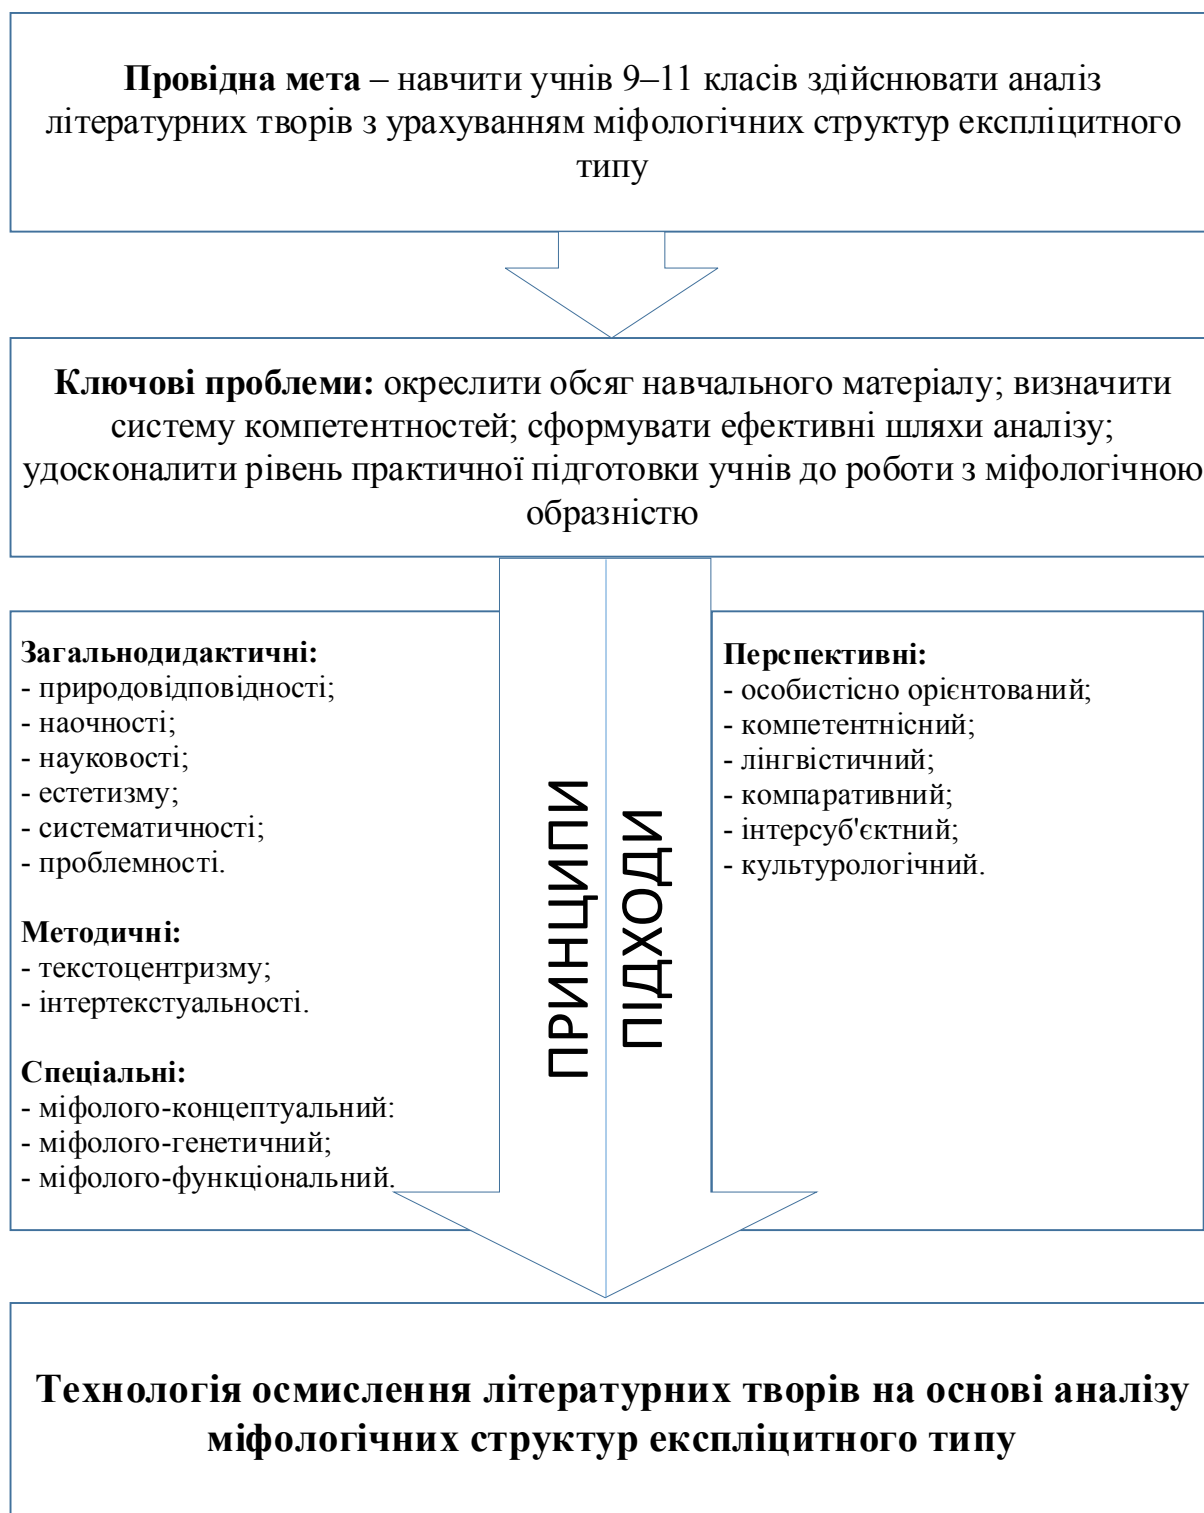 Провідна мета – навчити учнів 9–11 класів здійснювати аналіз
літературних творів з урахуванням міфологічних структур експліцитного
типу
Ключові проблеми: окреслити обсяг навчального матеріалу; визначити
систему компетентностей; сформувати ефективні шляхи аналізу;
удосконалити рівень практичної підготовки учнів до роботи з міфологічною
образністю
Загальнодидактичні:
- природовідповідності;
- наочності;
- науковості;
- естетизму;
- систематичності;
- проблемності.
Методичні:
- текстоцентризму;
- інтертекстуальності.
Спеціальні:
- міфолого-концептуальний:
- міфолого-генетичний;
- міфолого-функціональний.
ПРИНЦИПИ
ПІДХОДИ
Перспективні:
- особистісно орієнтований;
- компетентнісний;
- лінгвістичний;
- компаративний;
- інтерсуб'єктний;
- культурологічний.
Технологія осмислення літературних творів на основі аналізу
міфологічних структур експліцитного типу